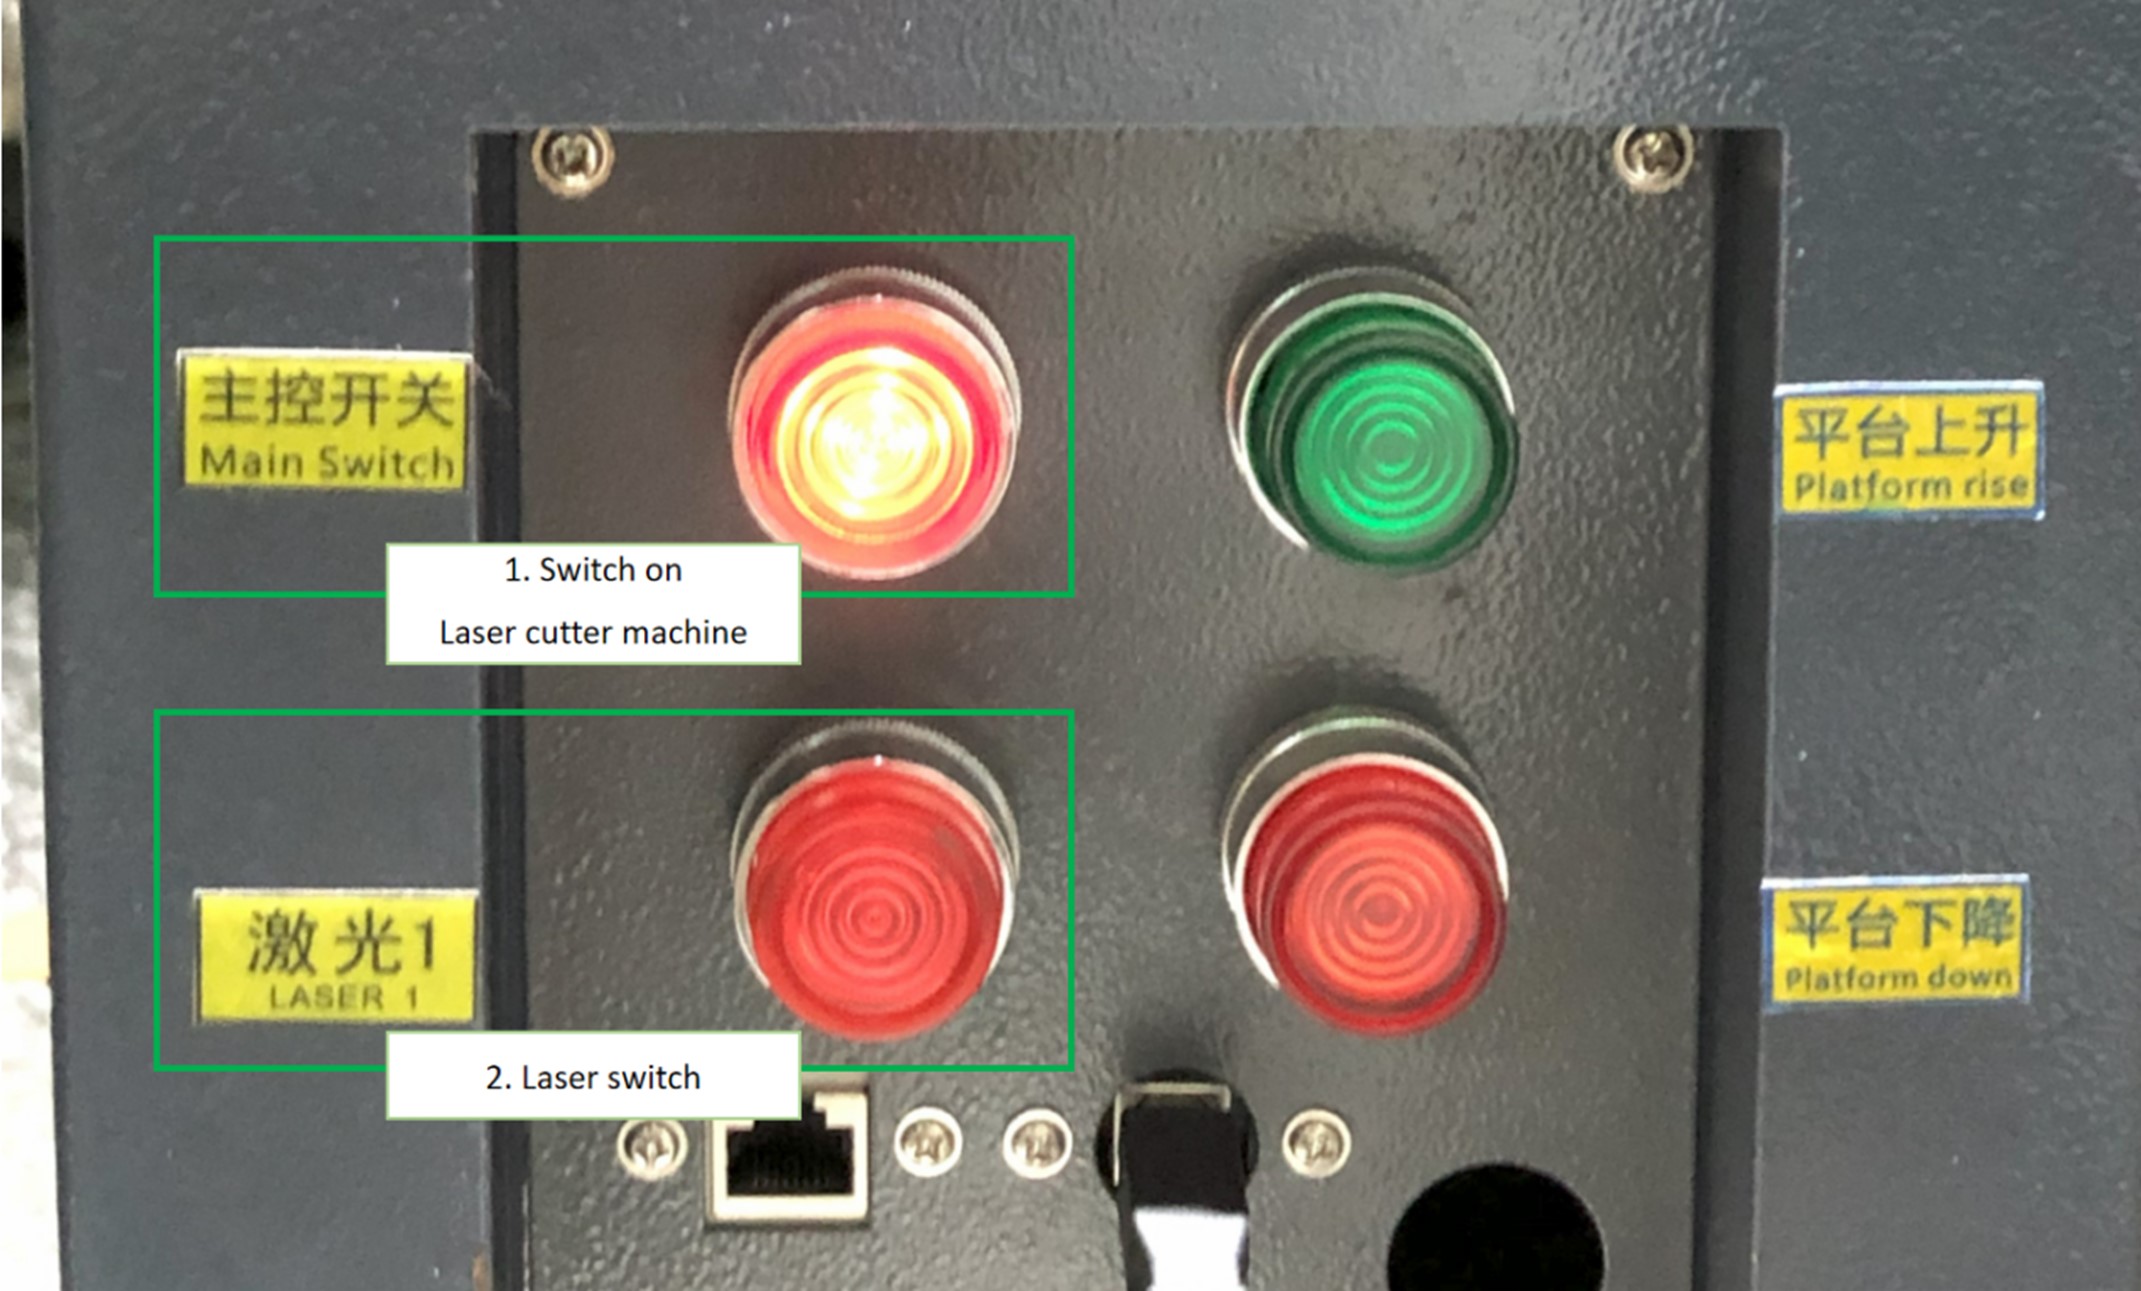 主控开关
Main Switch
平台上升
Platform rise
1. Switch on
Laser cutter machine
激光1
LASER 1
平台下降
Platform down
2. Laser switch